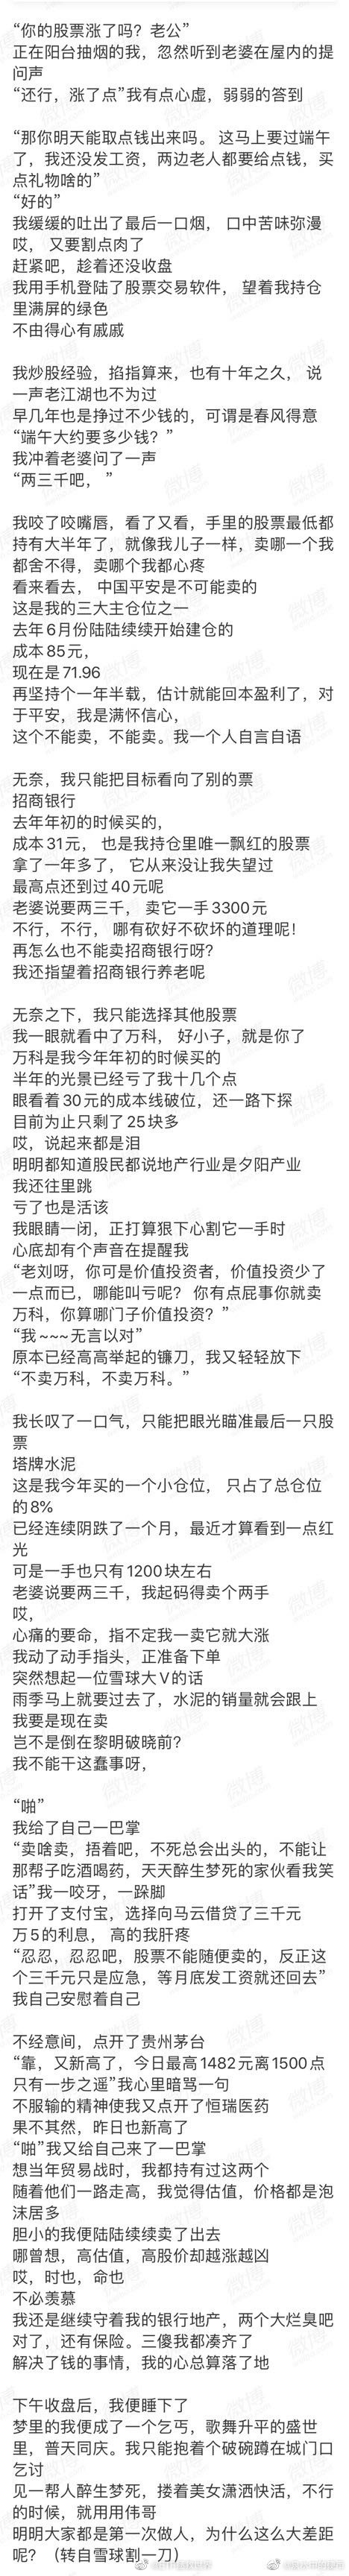 “你的股票涨了吗？老公”
正在阳台抽烟的我，忽然听到老婆在屋内的提
问声
“还行，涨了点”我有点心虚，弱弱的答到
“那你明天能取点钱出来吗。 这马上要过端午
了，我还没发工资，两边老人都要给点钱，买
点礼物啥的”
“好的”
我缓缓的吐出了最后一口烟， 口中苦味弥漫
哎， 又要割点肉了
赶紧吧，趁着还没收盘
我用手机登陆了股票交易软件， 望着我持仓
里满屏的绿色
不由得心有戚戚
我炒股经验，掐指算来，也有十年之久， 说
一声老江湖也不为过
早几年也是挣过不少钱的，可谓是春风得意
“端午大约要多少钱？”
我冲着老婆问了一声
“两三千吧， ”
我咬了咬嘴唇，看了又看，手里的股票最低都
持有大半年了，就像我儿子一样，卖哪一个我
都舍不得，卖哪个我都心疼
看来看去， 中国平安是不可能卖的
这是我的三大主仓位之一
去年6月份陆陆续续开始建仓的
成本85元，
现在是71.96
再坚持个一年半载，估计就能回本盈利了，对
于平安，我是满怀信心，
这个不能卖，不能卖。我一个人自言自语
无奈，我只能把目标看向了别的票
招商银行
去年年初的时候买的，
成本31元， 也是我持仓里唯一飘红的股票
拿了一年多了， 它从来没让我失望过
最高点还到过40元呢
老婆说要两三千， 卖它一手3300元
不行，不行， 哪有砍好不砍坏的道理呢！
再怎么也不能卖招商银行呀？
我还指望着招商银行养老呢
无奈之下，我只能选择其他股票
我一眼就看中了万科， 好小子，就是你了
万科是我今年年初的时候买的
半年的光景已经亏了我十几个点
眼看着30元的成本线破位，还一路下探
目前为止只剩了25块多
哎，说起来都是泪
明明都知道股民都说地产行业是夕阳产业
我还往里跳
亏了也是活该
我眼睛一闭，正打算狠下心割它一手时
心底却有个声音在提醒我
“老刘呀，你可是价值投资者，价值投资少了
一点而已，哪能叫亏呢？ 你有点屁事你就卖
万科，你算哪门子价值投资？”
“我~~~无言以对”
原本已经高高举起的镰刀，我又轻轻放下
“不卖万科，不卖万科。”
我长叹了一口气，只能把眼光瞄准最后一只股
票
塔牌水泥
这是我今年买的一个小仓位， 只占了总仓位
的8%
已经连续阴跌了一个月，最近才算看到一点红
光
可是一手也只有1200块左右
老婆说要两三千，我起码得卖个两手
哎，
心痛的要命，指不定我一卖它就大涨
我动了动手指头，正准备下单
突然想起一位雪球大V的话
雨季马上就要过去了，水泥的销量就会跟上
我要是现在卖
岂不是倒在黎明破晓前？
我不能干这蠢事呀，
“啪”
我给了自己一巴掌
“卖啥卖，捂着吧，不死总会出头的，不能让
那帮子吃酒喝药，天天醉生梦死的家伙看我笑
话”我一咬牙，一跺脚
打开了支付宝，选择向马云借贷了三千元
万5的利息，高的我肝疼
“忍忍，忍忍吧，股票不能随便卖的，反正这
个三千元只是应急，等月底发工资就还回去”
我自己安慰着自己
不经意间，点开了贵州茅台
“靠，又新高了，今日最高1482元离1500点
只有一步之遥”我心里暗骂一句
不服输的精神使我又点开了恒瑞医药
果不其然，昨日也新高了
“啪”我又给自己来了一巴掌
想当年贸易战时，我都持有过这两个
随着他们一路走高，我觉得估值，价格都是泡
沫居多
胆小的我便陆陆续续卖了出去
哪曾想，高估值，高股价却越涨越凶
哎，时也，命也
不必羡慕
我还是继续守着我的银行地产，两个大烂臭吧
对了，还有保险。三傻我都凑齐了
解决了钱的事情，我的心总算落了地
下午收盘后，我便睡下了
梦里的我便成了一个乞丐，歌舞升平的盛世
里，普天同庆。我只能抱着个破碗蹲在城门口
乞讨
见一帮人醉生梦死，搂着美女潇洒快活，不行
的时候，就用用伟哥
明明大家都是第一次做人，为什么这么大差距
呢？（转自雪球割一刀）